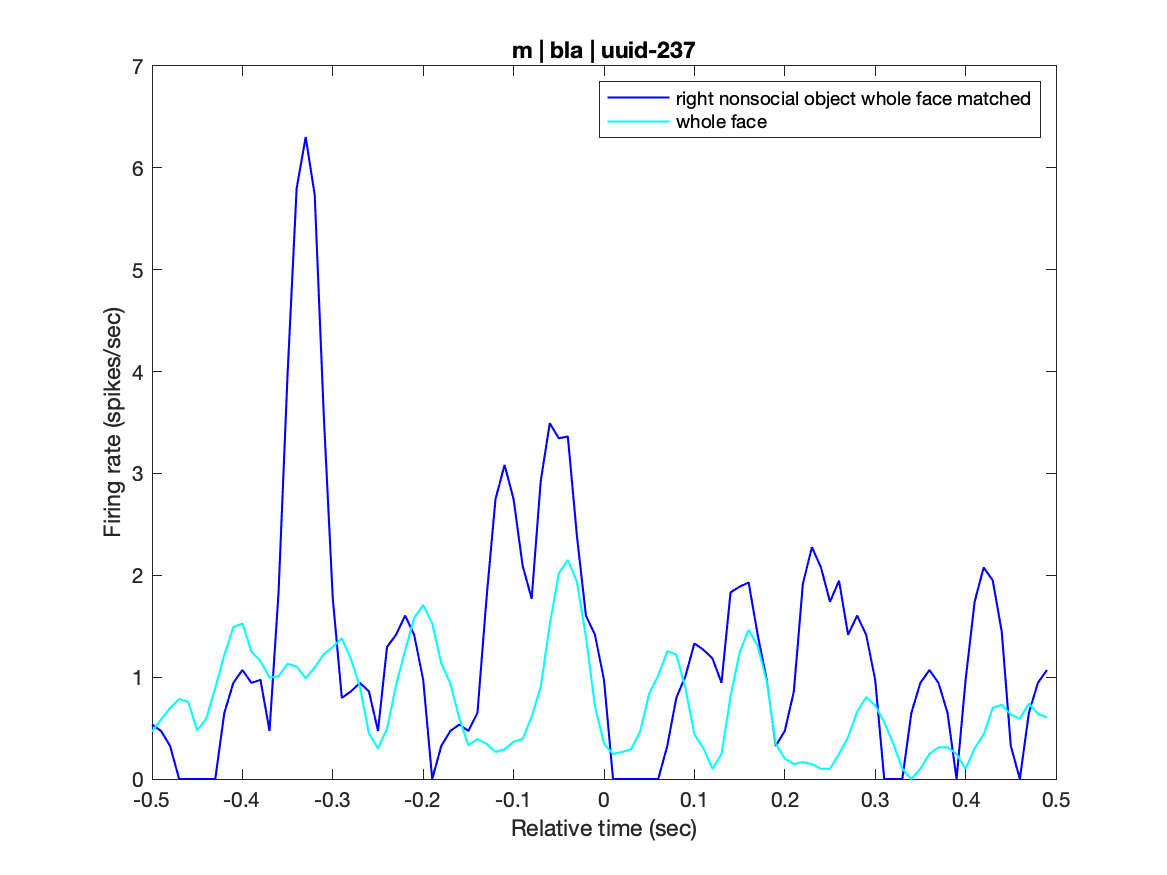 m | bla | uuid-237
right nonsocial object whole face matched
whole face
Firing rate (spikes/sec)
7
6
5
4
3
2
1
0
-0.5 -0.4 -0.3 -0.2 -0.1 0 0.1 0.2 0.3 0.4 0.5
Relative time (sec)